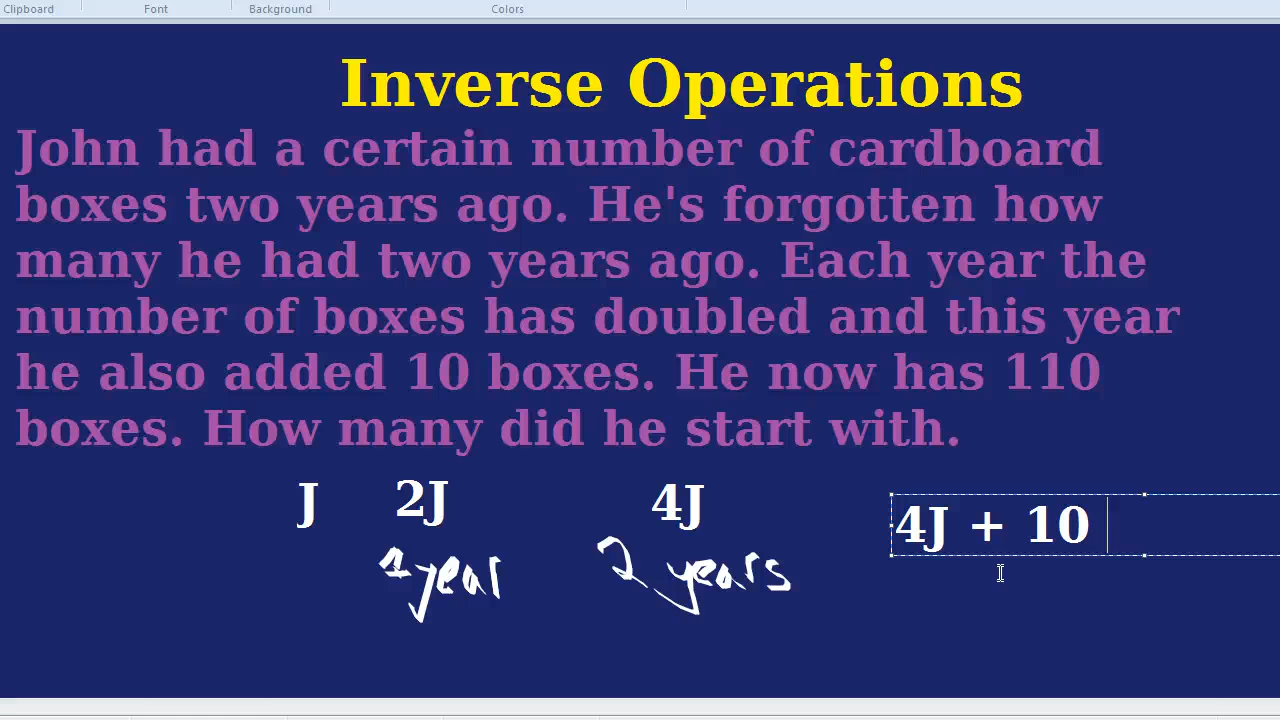 Clipboard Font Background Colors
Inverse Operations
John had a certain number of cardboard
boxes two years ago. He's forgotten how
many he had two years ago. Each year the
number of boxes has doubled and this year
he also added 10 boxes. He now has 110
boxes. How many did he start with.
J 2J 4J 4J + 10
1 year 2 years